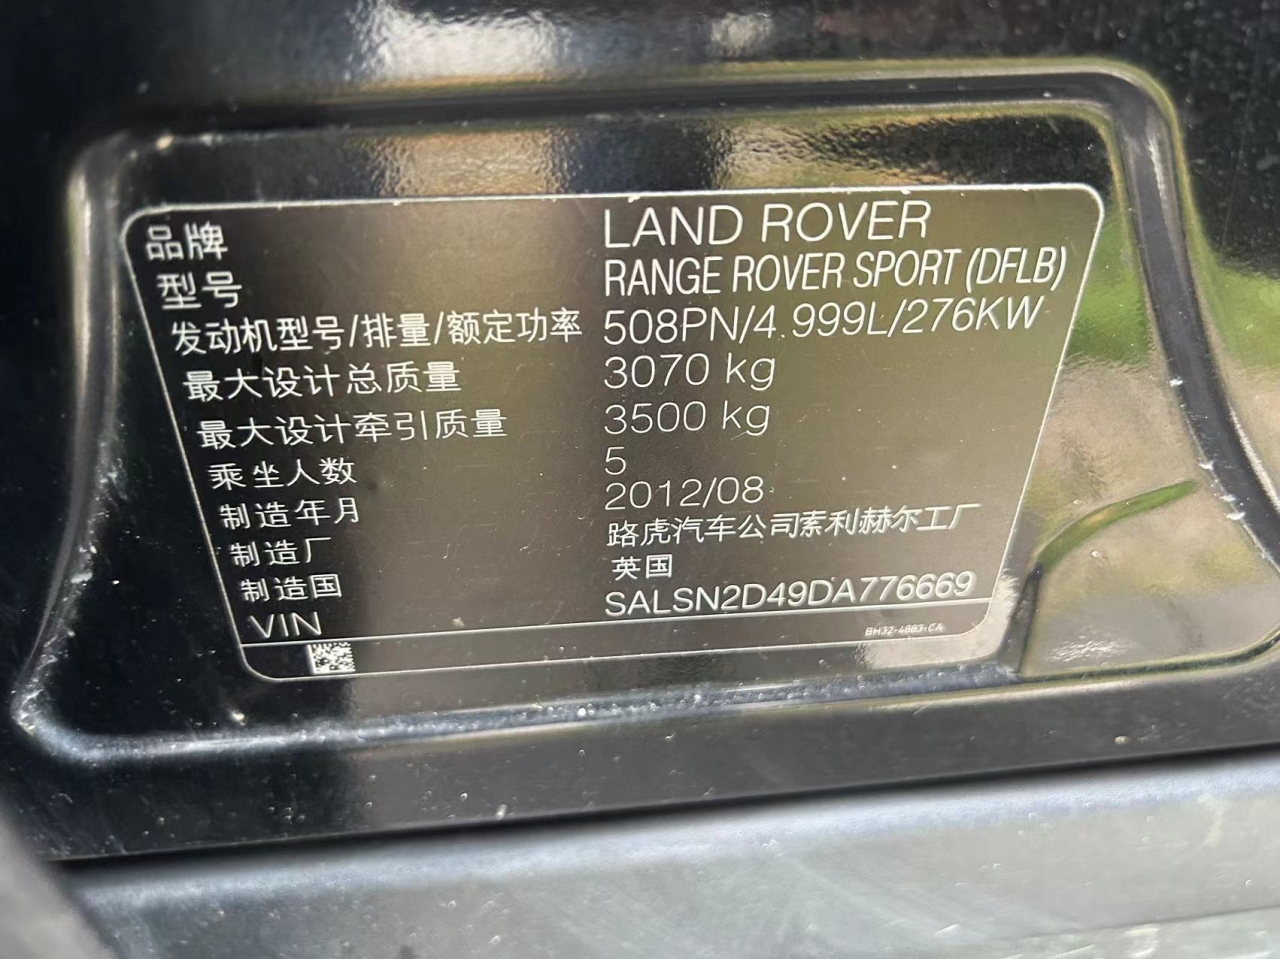 品牌 LAND ROVER
型号 RANGE ROVER SPORT (DFLB)
发动机型号/排量/额定功率 508PN/4.999L/276KW
最大设计总质量 3070 kg
最大设计牵引质量 3500 kg
乘坐人数 5
制造年月 2012/08
制造厂 路虎汽车公司索利赫尔工厂
制造国 英国
VIN SALSN2D49DA776669
BH32-4883-CA